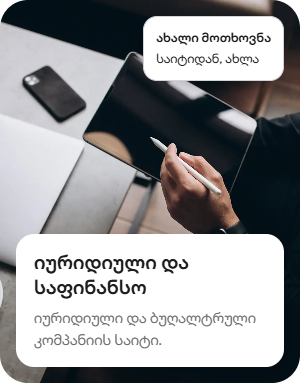 ახალი მოთხოვნა
საიტიდან, ახლა
იურიდიული და
საფინანსო
იურიდიული და ბუღალტრული
კომპანიის საიტი.